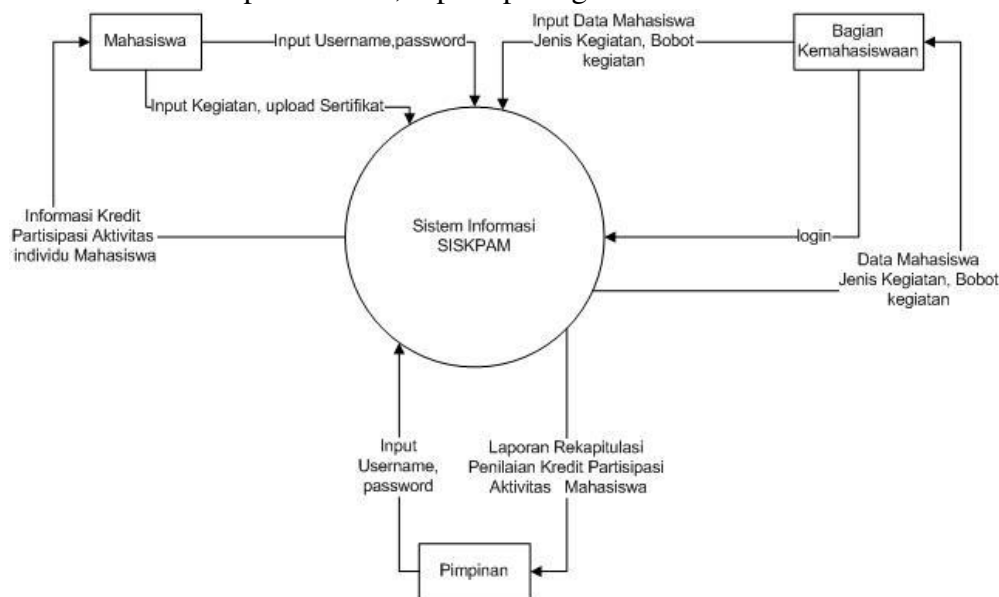 Mahasiswa
Input Username,password
Input Kegiatan, upload Sertifikat
Input Data Mahasiswa
Jenis Kegiatan, Bobot
kegiatan
Bagian
Kemahasiswaan
Informasi Kredit
Partisipasi Aktivitas
individu Mahasiswa
Sistem Informasi
SISKPAM
login
Data Mahasiswa
Jenis Kegiatan, Bobot
kegiatan
Input
Username,
password
Laporan Rekapitulasi
Penilaian Kredit Partisipasi
Aktivitas Mahasiswa
Pimpinan